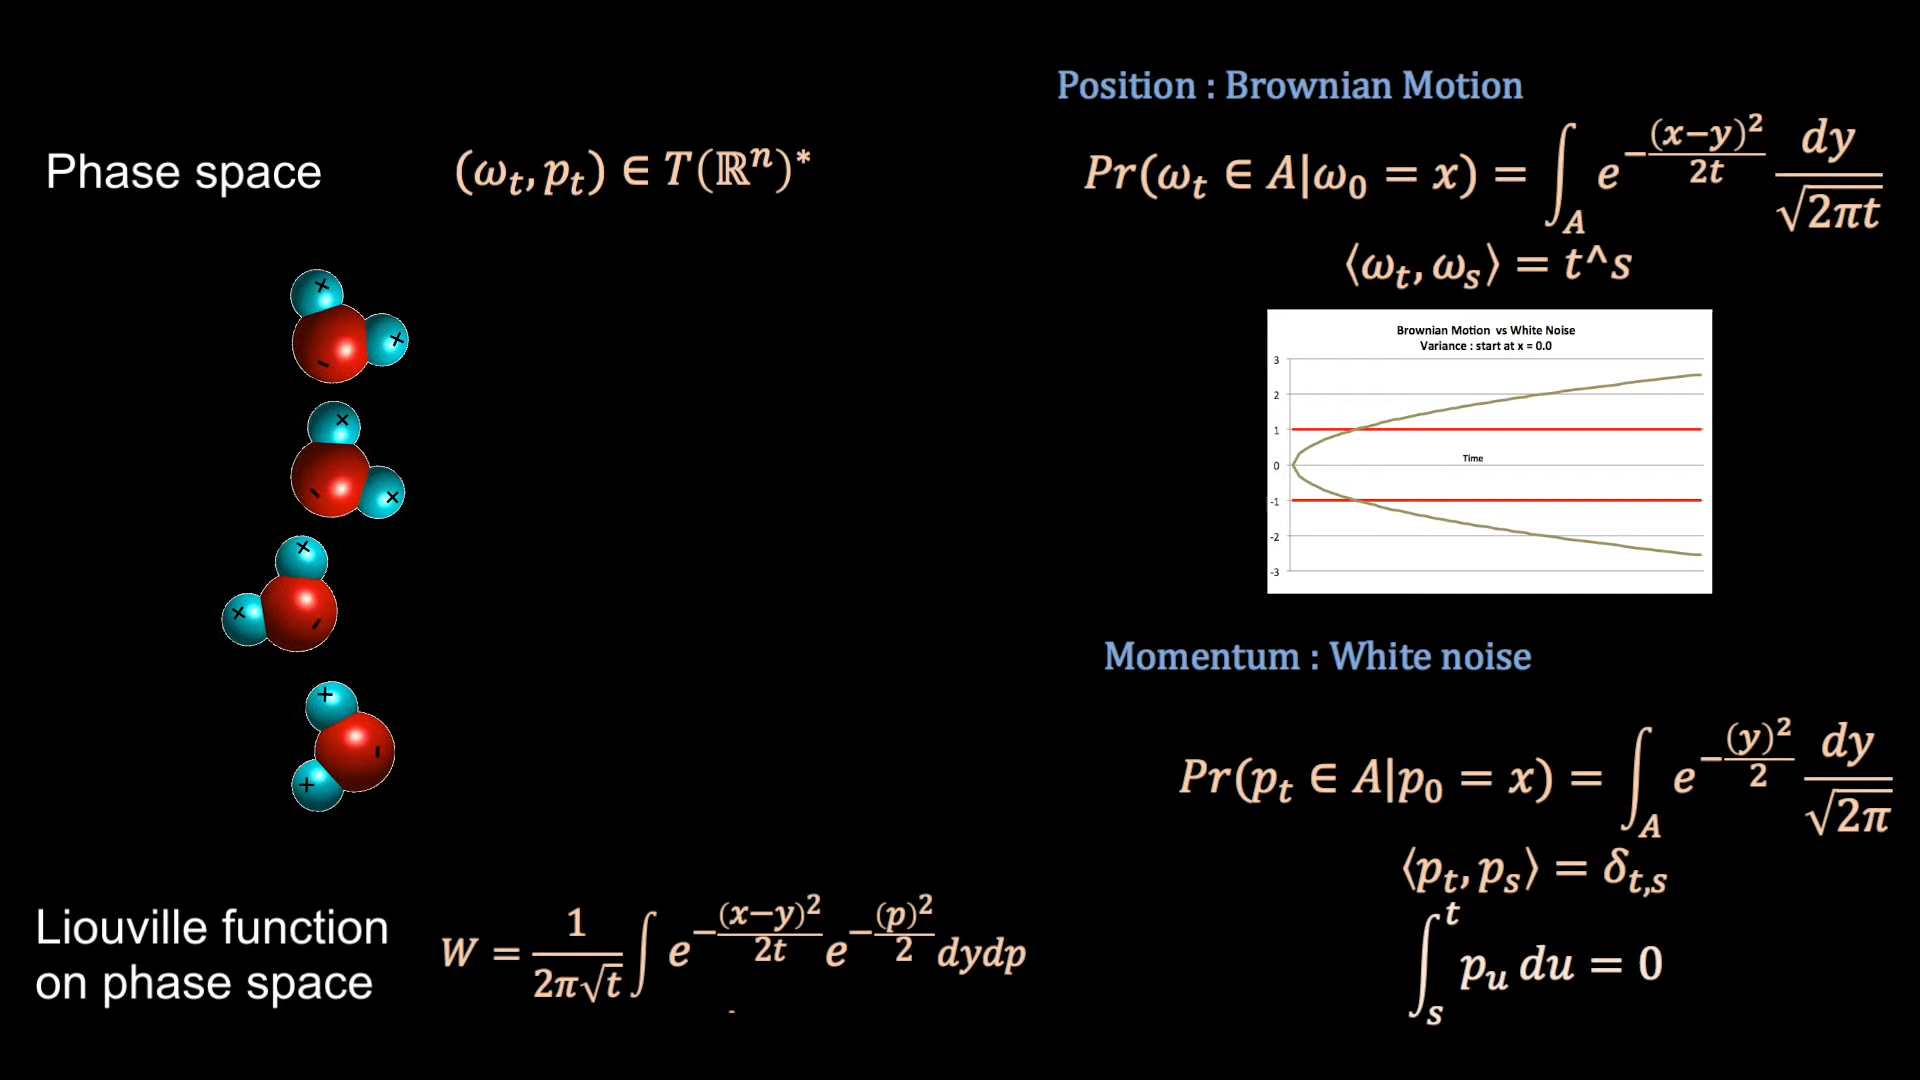 Phase space
(ω_t, p_t) ∈ T(ℝⁿ)*
Position : Brownian Motion
Pr(ω_t ∈ A|ω_0 = x) = ∫_A e^{-(x−y)²/2t} dy/√(2πt)
⟨ω_t, ω_s⟩ = t^s
Brownian Motion vs White Noise
Variance : start at x = 0.0
3
2
1
0
-1
-2
-3
Time
Momentum : White noise
Pr(p_t ∈ A|p_0 = x) = ∫_A e^{-(y)²/2} dy/√(2π)
⟨p_t, p_s⟩ = δ_{t,s}
∫_s^t p_u du = 0
+
+
-
+
-
+
+
+
-
+
-
+
Liouville function
on phase space
W = 1/(2π√t) ∫ e^{-(x−y)²/2t} e^{-(p)²/2} dydp